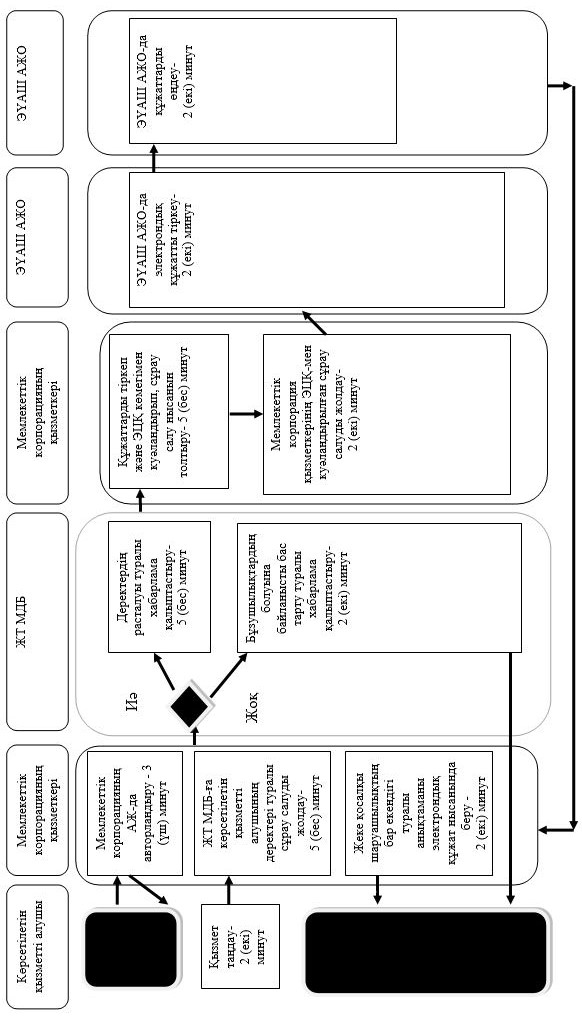 Көрсетілетін
қызметті алушы
Мемлекеттік
корпорацияның
қызметкері
ЖТ МДБ
Мемлекеттік
корпорацияның
қызметкері
ЭҮАШ АЖО
ЭҮАШ АЖО
Қызмет
таңдау-
2 (екі)
минут
Мемлекеттік
корпорацияның
АЖ-да
авторландыру - 3
(үш) минут
ЖТ МДБ-ға
көрсетілетін
қызметті
алушының
деректері туралы
сұрау салуды
жолдау-
5 (бес) минут
Жеке қосалқы
шаруашылықтың
бар екендігі
туралы
анықтаманы
электрондық
құжат нысанында
беру -
2 (екі) минут
Иә
Жоқ
Деректердің
расталуы туралы
хабарлама
қалыптастыру-
5 (бес) минут
Бұзушылықтардың
болуына
байланысты бас
тарту туралы
хабарлама
қалыптастыру-
2 (екі) минут
Құжаттарды тіркеп
және ЭЦҚ көмегімен
куәландырып, сұрау
салу нысанын
толтыру- 5 (бес) минут
Мемлекеттік
корпорация
қызметкерінің ЭЦҚ-мен
куәландырылған сұрау
салуды жолдау-
2 (екі) минут
ЭҮАШ АЖО-да
электрондық
құжатты тіркеу-
2 (екі) минут
ЭҮАШ АЖО-да
құжаттарды
өңдеу-
2 (екі) минут